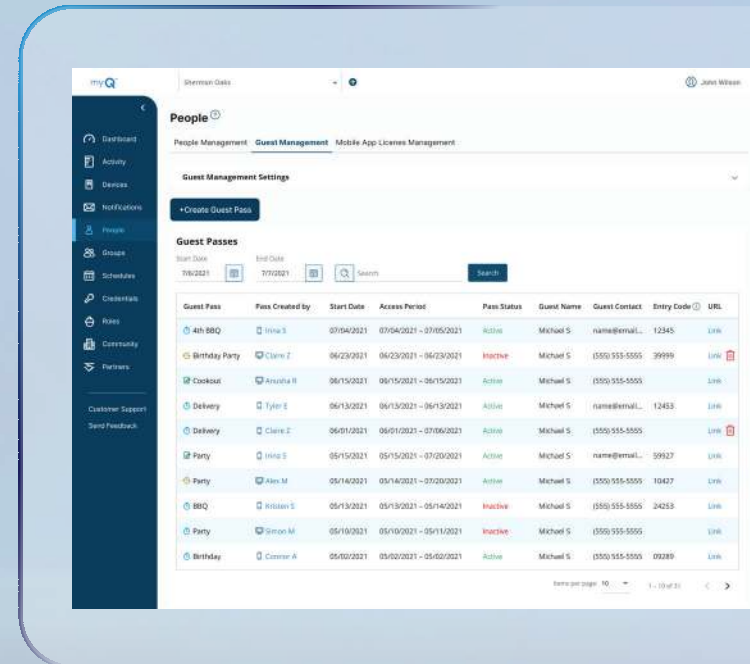 myQ
Sherman Oaks
John Wilson
People
Dashboard
Activity
Devices
Notifications
People
Groups
Schedules
Credentials
Roles
Community
Partners
Customer Support
Send Feedback
People Management Guest Management Mobile App Licenses Management
Guest Management Settings
+Create Guest Pass
Guest Passes
Start Date End Date
7/6/2021 7/7/2021 Search Search
Guest Pass Pass Created by Start Date Access Period Pass Status Guest Name Guest Contact Entry Code URL
4th BBQ Irina S 07/04/2021 07/04/2021 – 07/05/2021 Active Michael S name@email... 12345 Link
Birthday Party Claire Z 06/23/2021 06/23/2021 – 06/23/2021 Inactive Michael S (555) 555-5555 39999 Link
Cookout Anusha R 06/15/2021 06/15/2021 – 06/15/2021 Active Michael S (555) 555-5555 Link
Delivery Tyler E 06/13/2021 06/13/2021 – 06/13/2021 Active Michael S name@email... 12453 Link
Delivery Claire Z 06/01/2021 06/01/2021 – 07/06/2021 Active Michael S (555) 555-5555 Link
Party Irina S 05/15/2021 05/15/2021 – 07/20/2021 Active Michael S name@email... 59927 Link
Party Alex M 05/14/2021 05/14/2021 – 07/20/2021 Active Michael S (555) 555-5555 10427 Link
BBQ Kristen S 05/13/2021 05/13/2021 – 05/14/2021 Inactive Michael S (555) 555-5555 24253 Link
Party Simon M 05/10/2021 05/10/2021 – 05/11/2021 Inactive Michael S (555) 555-5555 Link
Birthday Connor A 05/02/2021 05/02/2021 – 05/02/2021 Active Michael S (555) 555-5555 09289 Link
Items per page 10 1 – 10 of 31